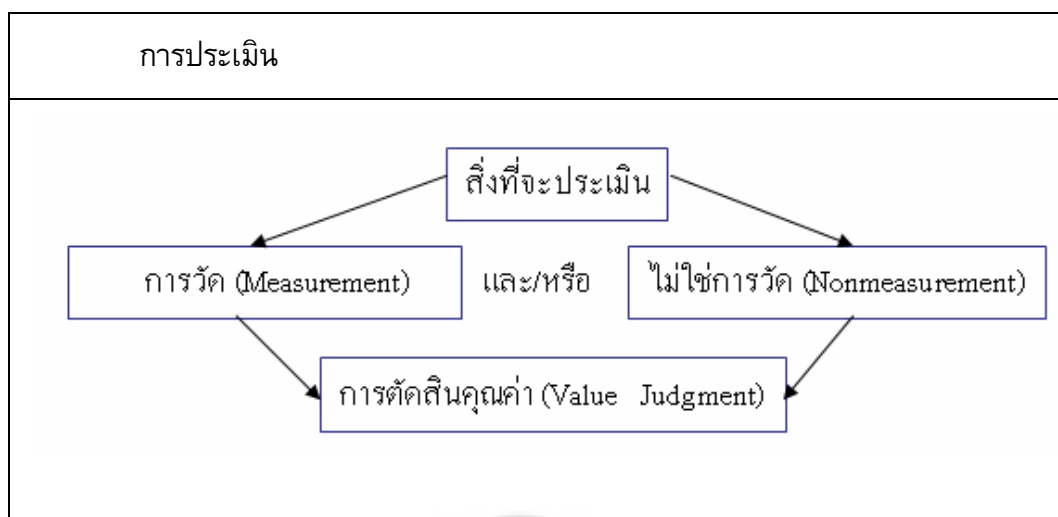 การประเมิน
สิ่งที่จะประเมิน
การวัด (Measurement) และ/หรือ ไม่ใช่การวัด (Nonmeasurement)
การตัดสินคุณค่า (Value Judgment)